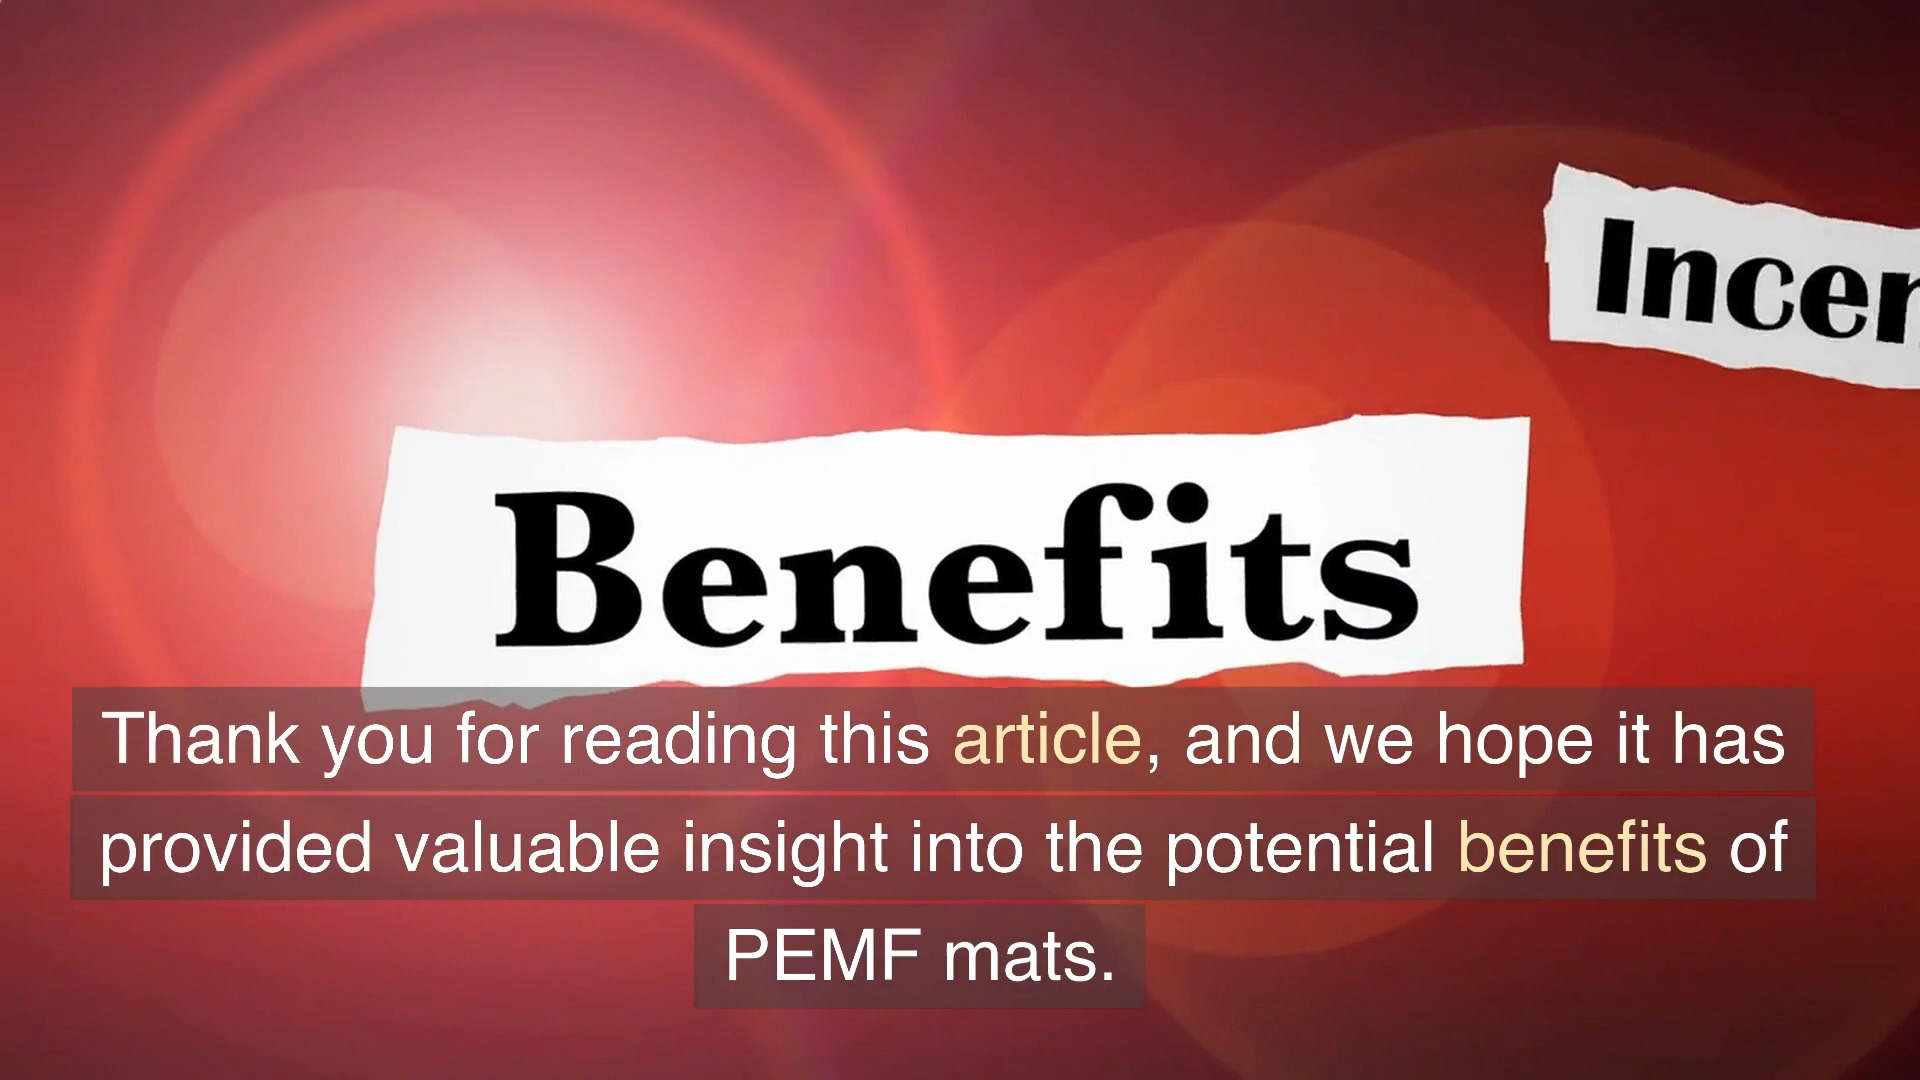 Incen
Benefits
Thank you for reading this article, and we hope it has
provided valuable insight into the potential benefits of
PEMF mats.